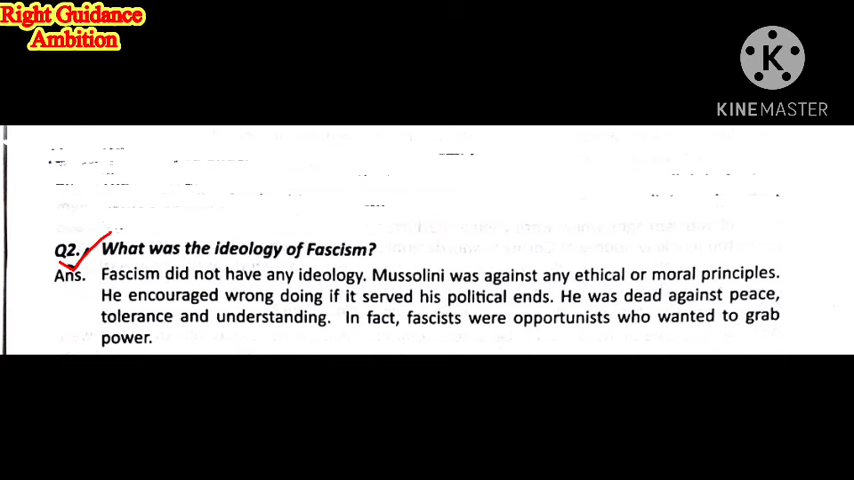 Right Guidance
Ambition
K
KINEMASTER
Q2. What was the ideology of Fascism?
Ans. Fascism did not have any ideology. Mussolini was against any ethical or moral principles.
He encouraged wrong doing if it served his political ends. He was dead against peace,
tolerance and understanding. In fact, fascists were opportunists who wanted to grab
power.